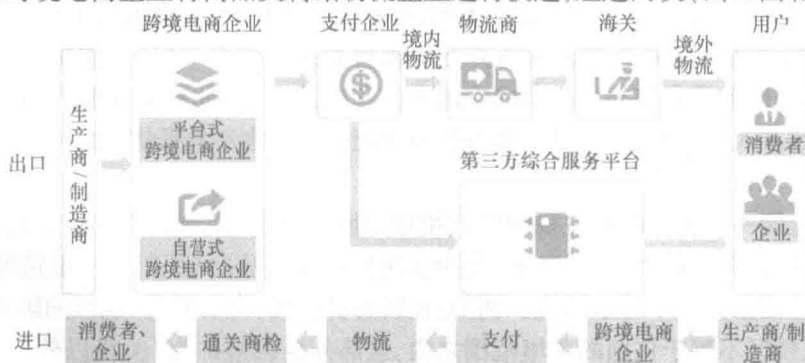 跨境电商企业
支付企业
物流商
海关
用户
境内
物流
境外
物流
出口
生
产
商
/
制
造
商
平台式
跨境电商企业
自营式
跨境电商企业
第三方综合服务平台
消费者
企业
进口
消费者、
企业
通关商检
物流
支付
跨境电商
企业
生产商/制
造商